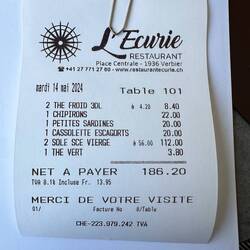 L'Ecurie
RESTAURANT
Place Centrale - 1936 Verbier
☎ +41 27 771 27 60 - www.restaurantecurie.ch
mardi 14 mai 2024 Table 101
2 THE FROID 3DL à 4.20 8.40
1 CHIPIRONS 22.00
1 PETITES SARDINES 20.00
1 CASSOLETTE ESCARGOTS 20.00
2 SOLE SCE VIERGE à 56.00 112.00
1 THE VERT 3.80
NET A PAYER 186.20
TVA 8.1% Incluse Fr. 13.95
MERCI DE VOTRE VISITE
01/ Facture No 8/Table/
CHE-223.979.242 TVA